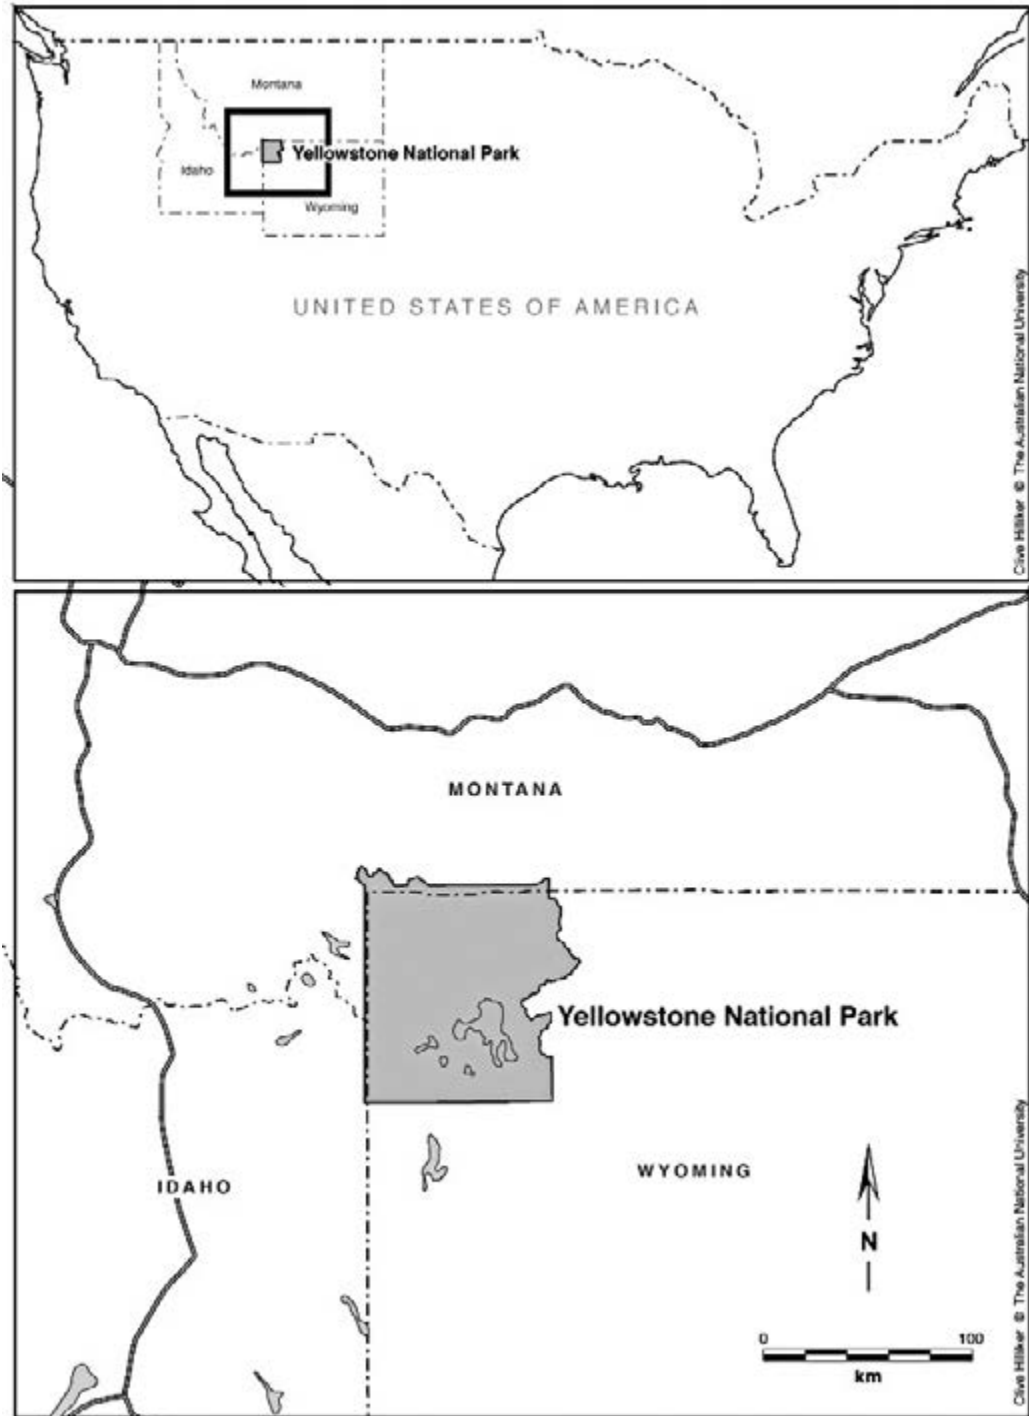 Montana
Yellowstone National Park
Idaho
Wyoming
UNITED STATES OF AMERICA
Clive Hilliker © The Australian National University
MONTANA
Yellowstone National Park
WYOMING
IDAHO
N
0 100
km
Clive Hilliker © The Australian National University